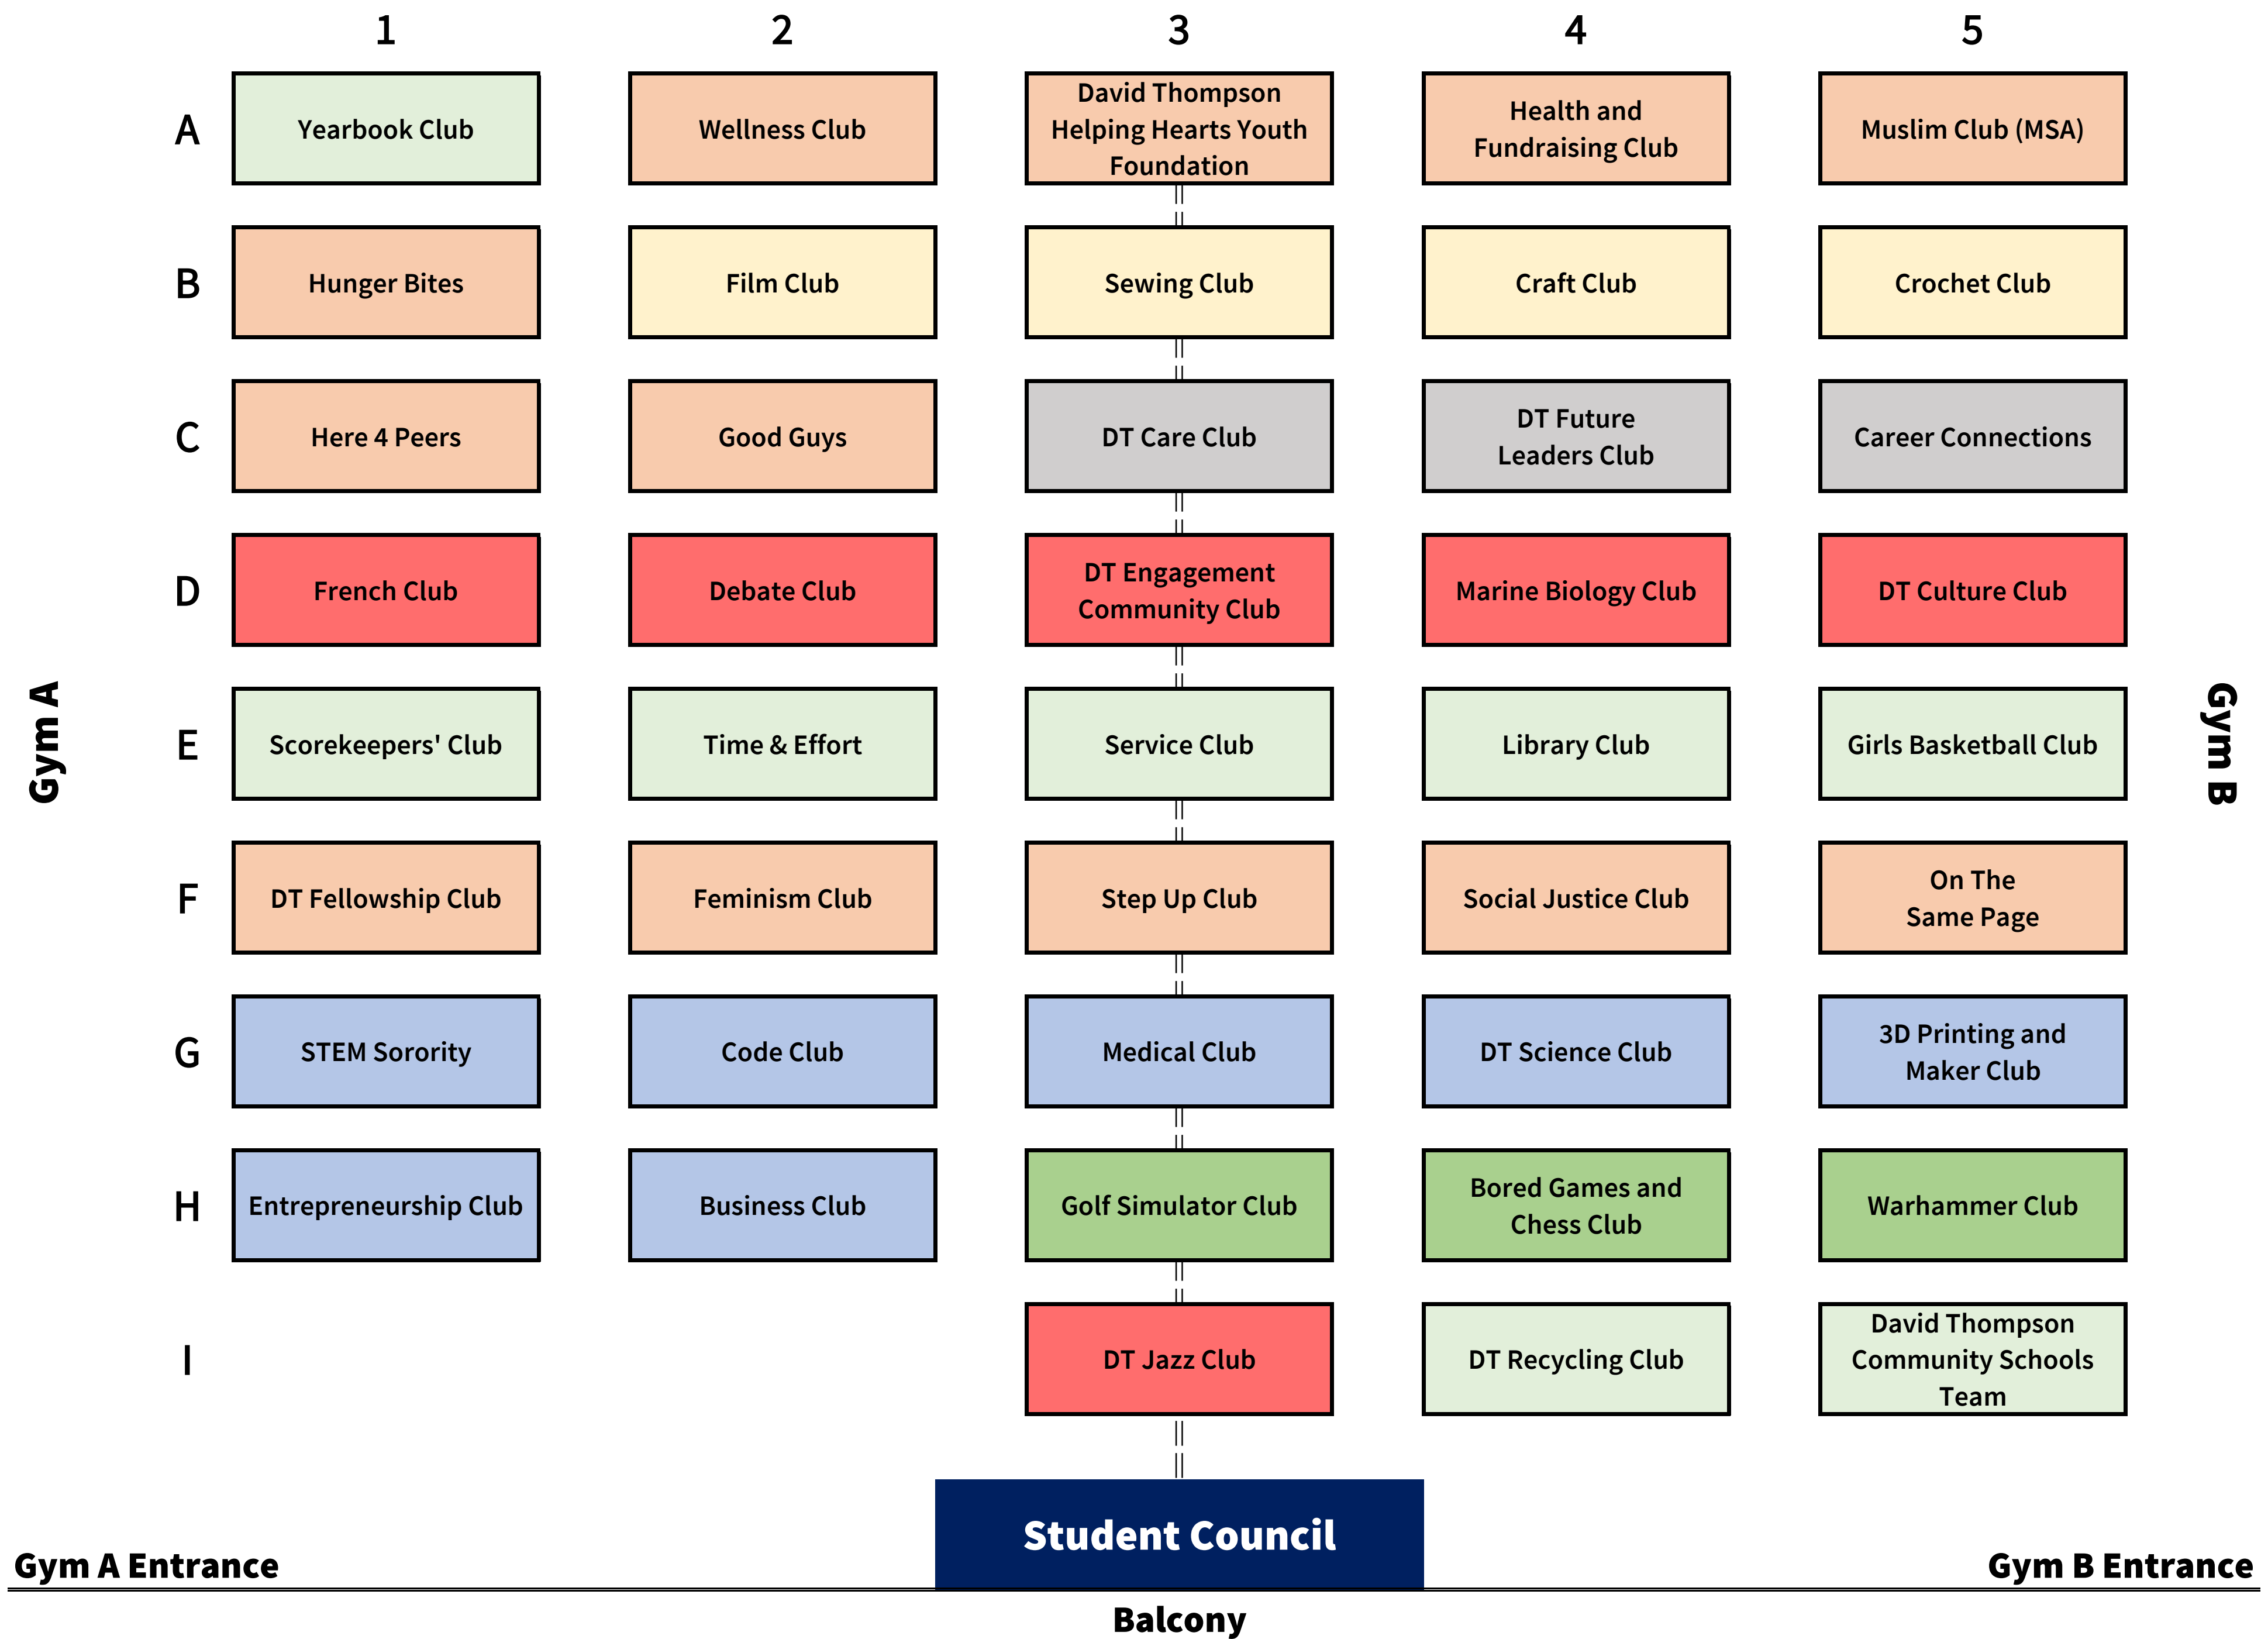 1 2 3 4 5
A
Yearbook Club
Wellness Club
David Thompson
Helping Hearts Youth
Foundation
Health and
Fundraising Club
Muslim Club (MSA)
B
Hunger Bites
Film Club
Sewing Club
Craft Club
Crochet Club
C
Here 4 Peers
Good Guys
DT Care Club
DT Future
Leaders Club
Career Connections
D
French Club
Debate Club
DT Engagement
Community Club
Marine Biology Club
DT Culture Club
Gym A
E
Scorekeepers' Club
Time & Effort
Service Club
Library Club
Girls Basketball Club
Gym B
F
DT Fellowship Club
Feminism Club
Step Up Club
Social Justice Club
On The
Same Page
G
STEM Sorority
Code Club
Medical Club
DT Science Club
3D Printing and
Maker Club
H
Entrepreneurship Club
Business Club
Golf Simulator Club
Bored Games and
Chess Club
Warhammer Club
I
DT Jazz Club
DT Recycling Club
David Thompson
Community Schools
Team
Student Council
Gym A Entrance
Gym B Entrance
Balcony